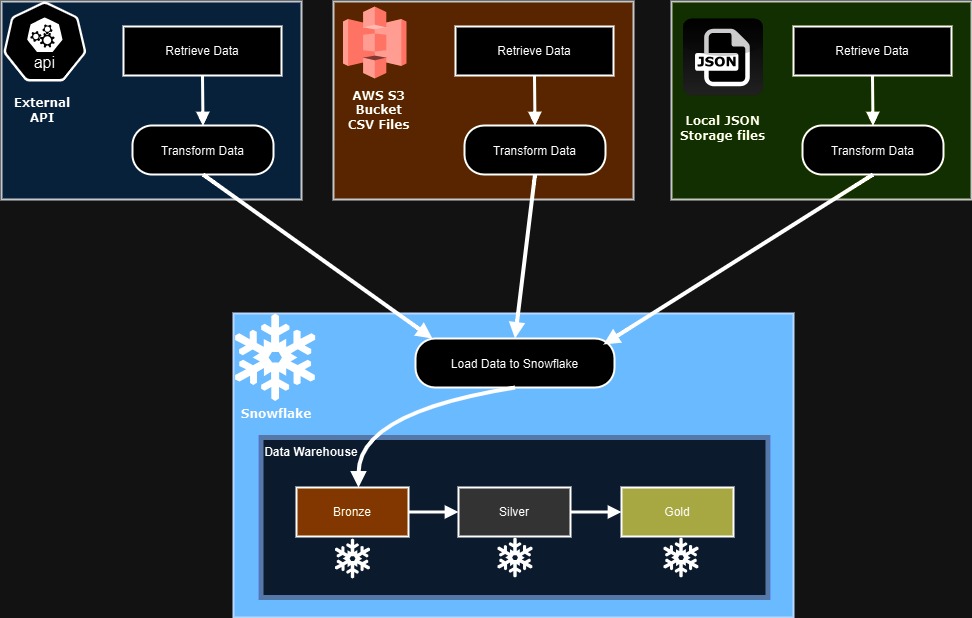 Retrieve Data
api
External
API
Transform Data
Retrieve Data
AWS S3
Bucket
CSV Files
Transform Data
Retrieve Data
JSON
Local JSON
Storage files
Transform Data
Load Data to Snowflake
Snowflake
Data Warehouse
Bronze
Silver
Gold